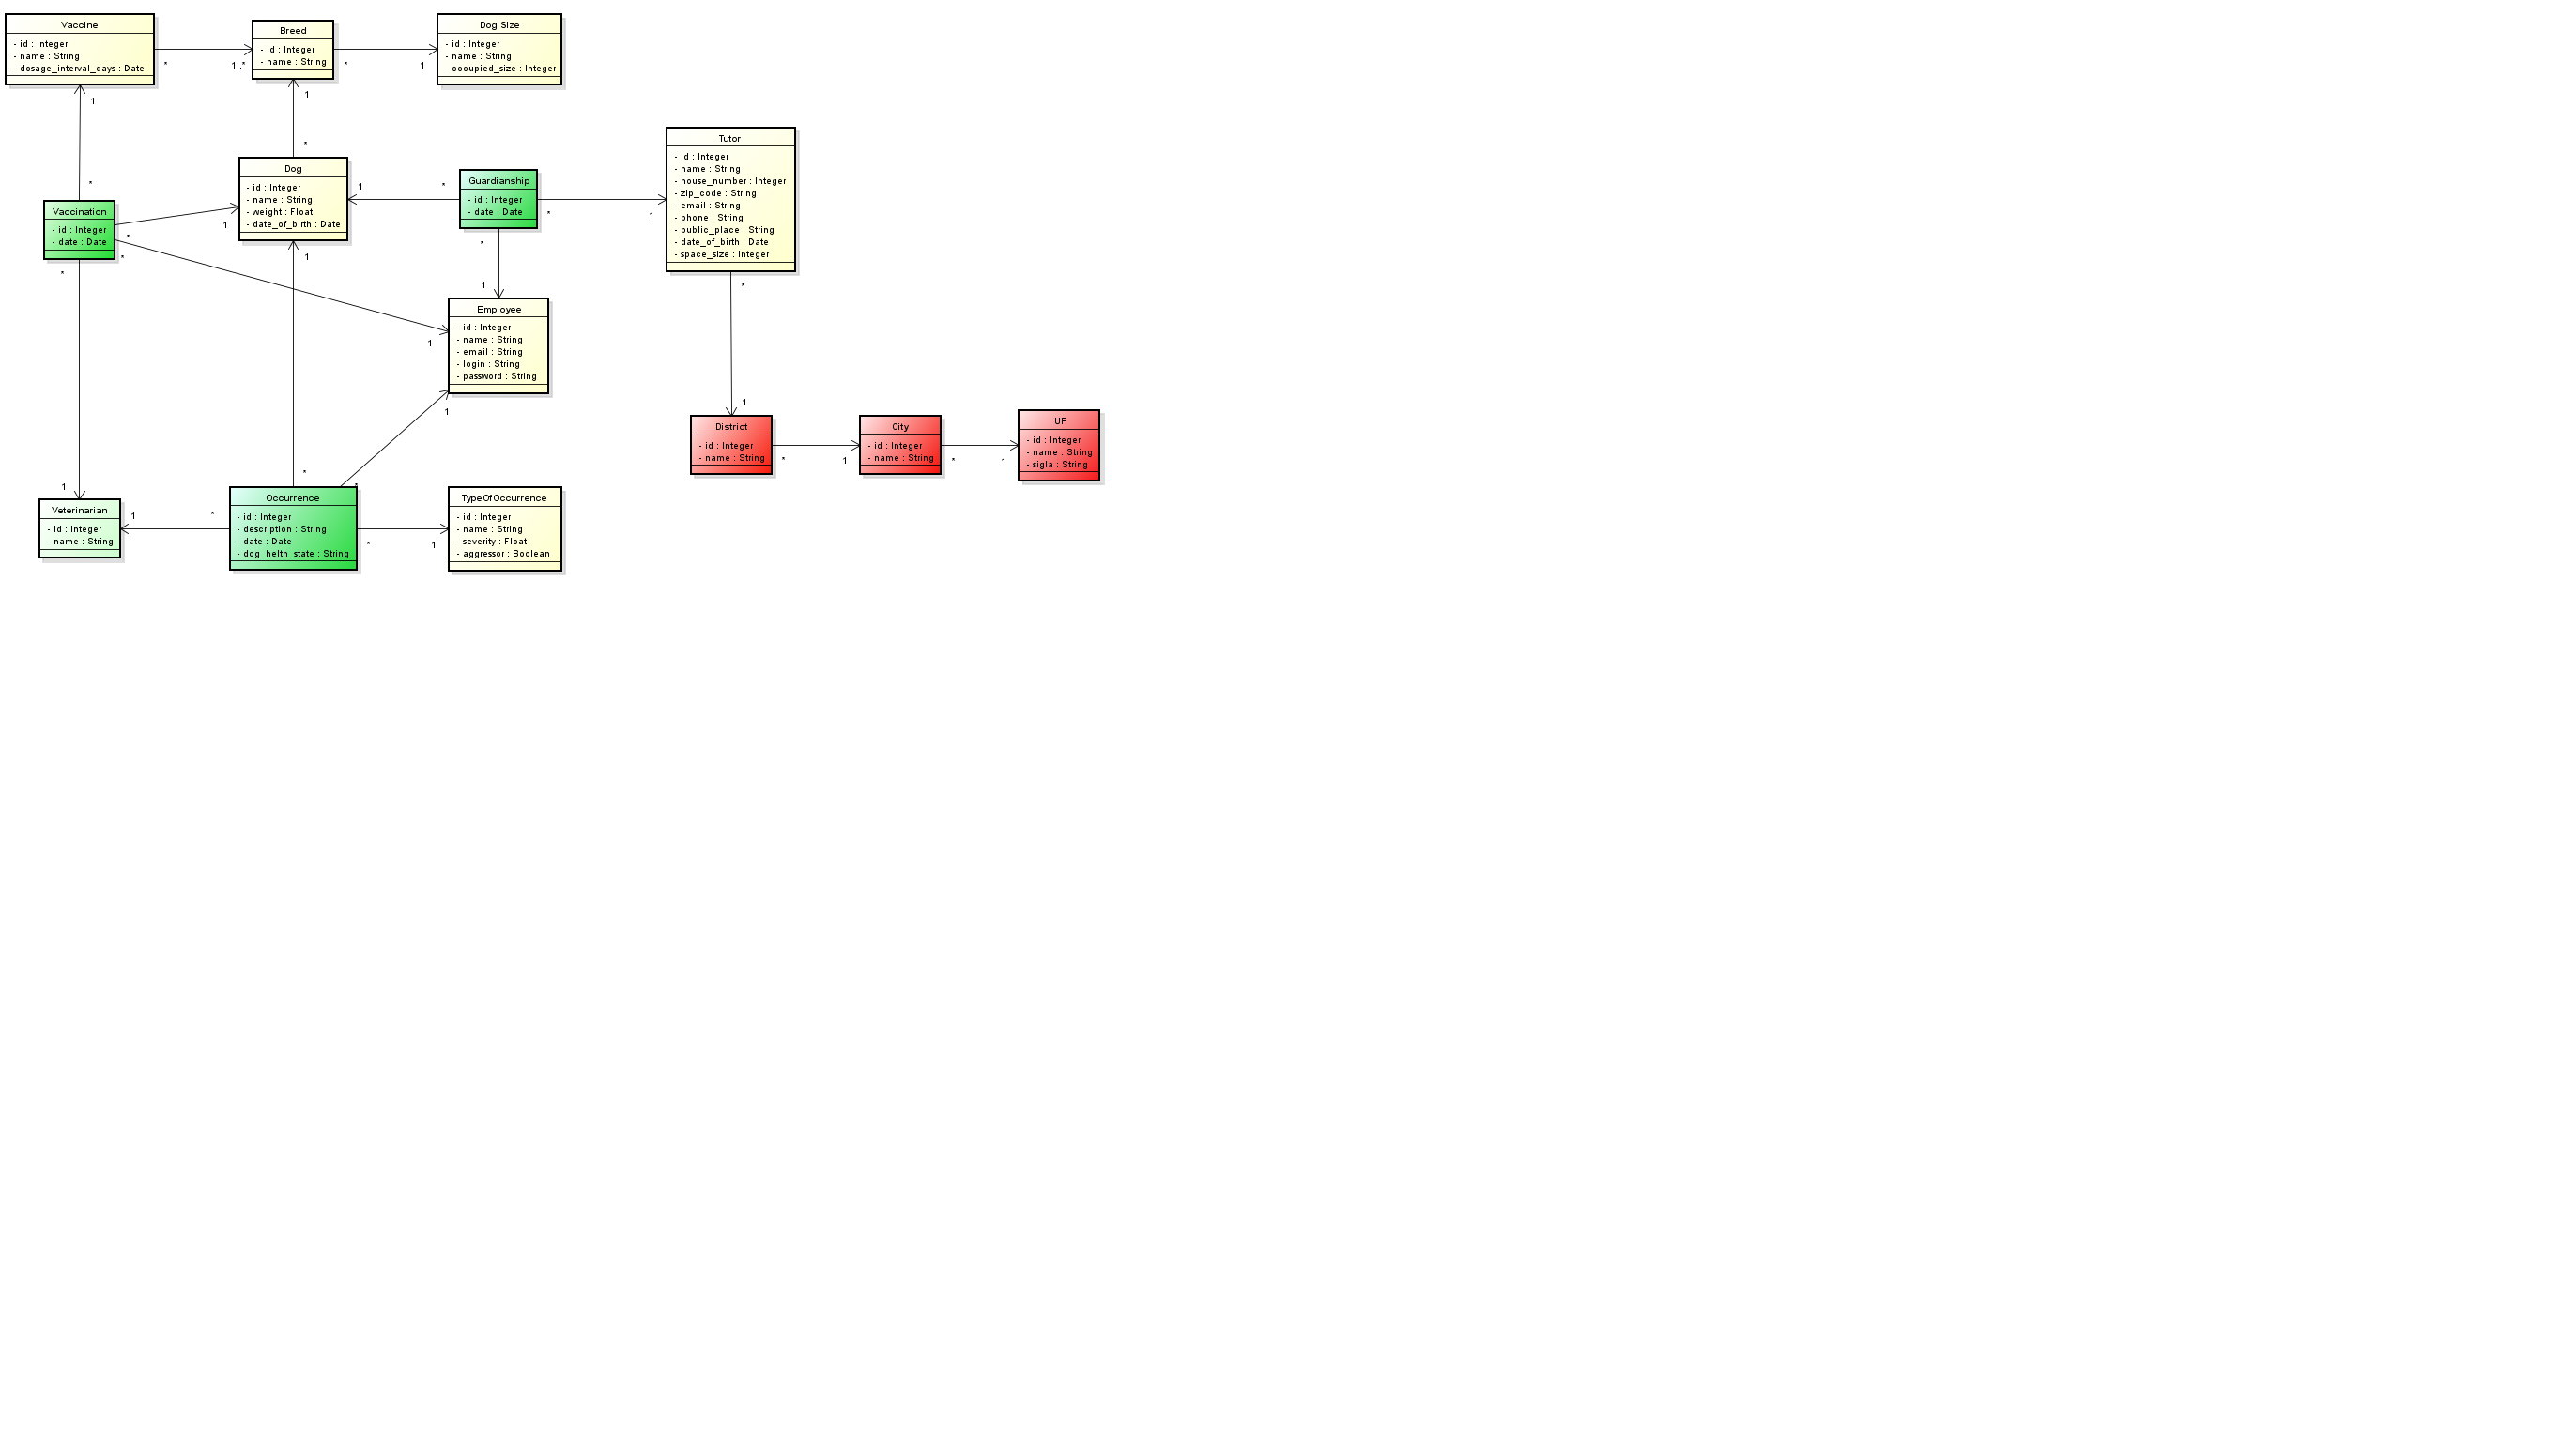 Vaccine
- id : Integer
- name : String
- dosage_interval_days : Date
*
1..*
Breed
- id : Integer
- name : String
*
1
Dog Size
- id : Integer
- name : String
- occupied_size : Integer
1
*
1
*
Vaccination
- id : Integer
- date : Date
*
1
*
*
1
Dog
- id : Integer
- name : String
- weight : Float
- date_of_birth : Date
1
*
1
*
Guardianship
- id : Integer
- date : Date
*
1
*
1
Tutor
- id : Integer
- name : String
- house_number : Integer
- zip_code : String
- email : String
- phone : String
- public_place : String
- date_of_birth : Date
- space_size : Integer
*
1
Employee
- id : Integer
- name : String
- email : String
- login : String
- password : String
1
1
*
*
District
- id : Integer
- name : String
*
1
City
- id : Integer
- name : String
*
1
UF
- id : Integer
- name : String
- sigla : String
Veterinarian
- id : Integer
- name : String
1
*
Occurrence
- id : Integer
- description : String
- date : Date
- dog_helth_state : String
*
1
TypeOfOccurrence
- id : Integer
- name : String
- severity : Float
- aggressor : Boolean